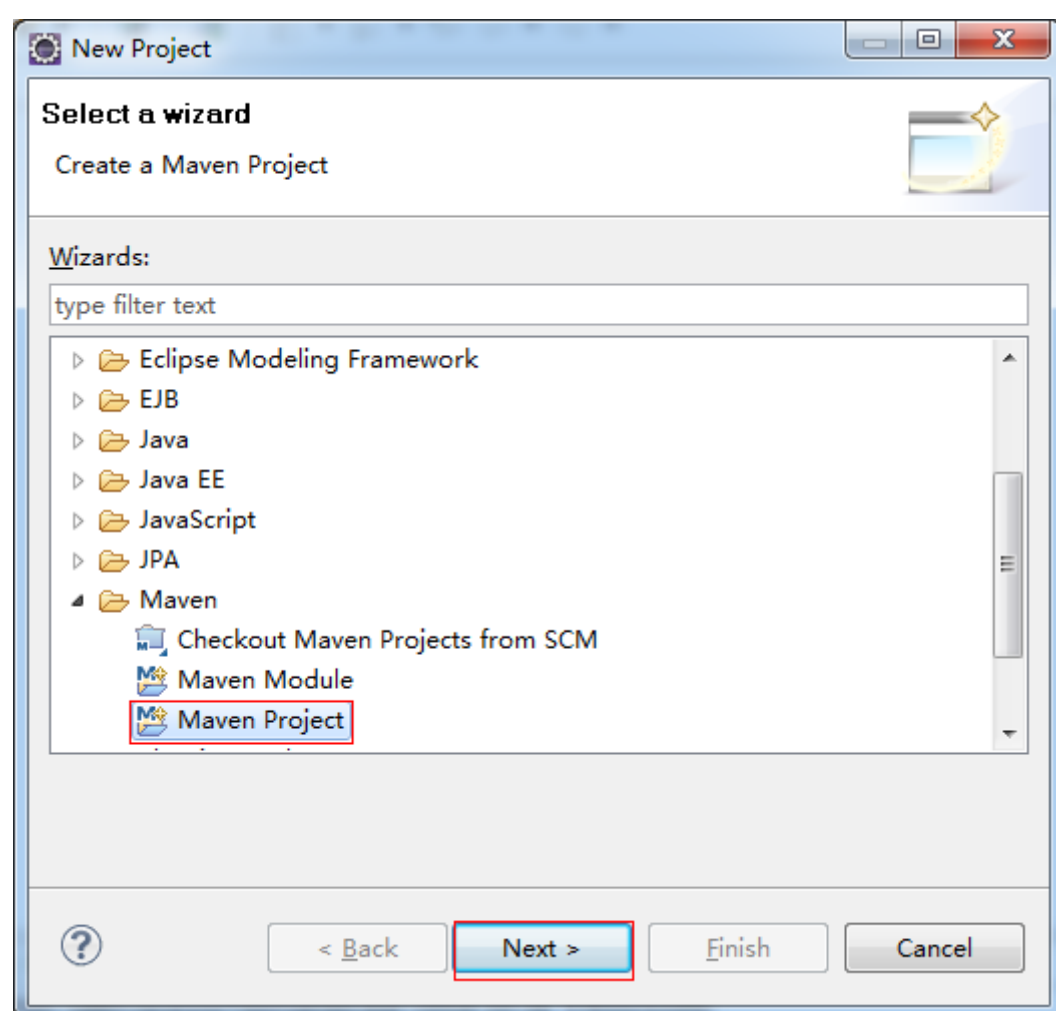 New Project
Select a wizard
Create a Maven Project
Wizards:
type filter text
Eclipse Modeling Framework
EJB
Java
Java EE
JavaScript
JPA
Maven
Checkout Maven Projects from SCM
Maven Module
Maven Project
< Back
Next >
Finish
Cancel